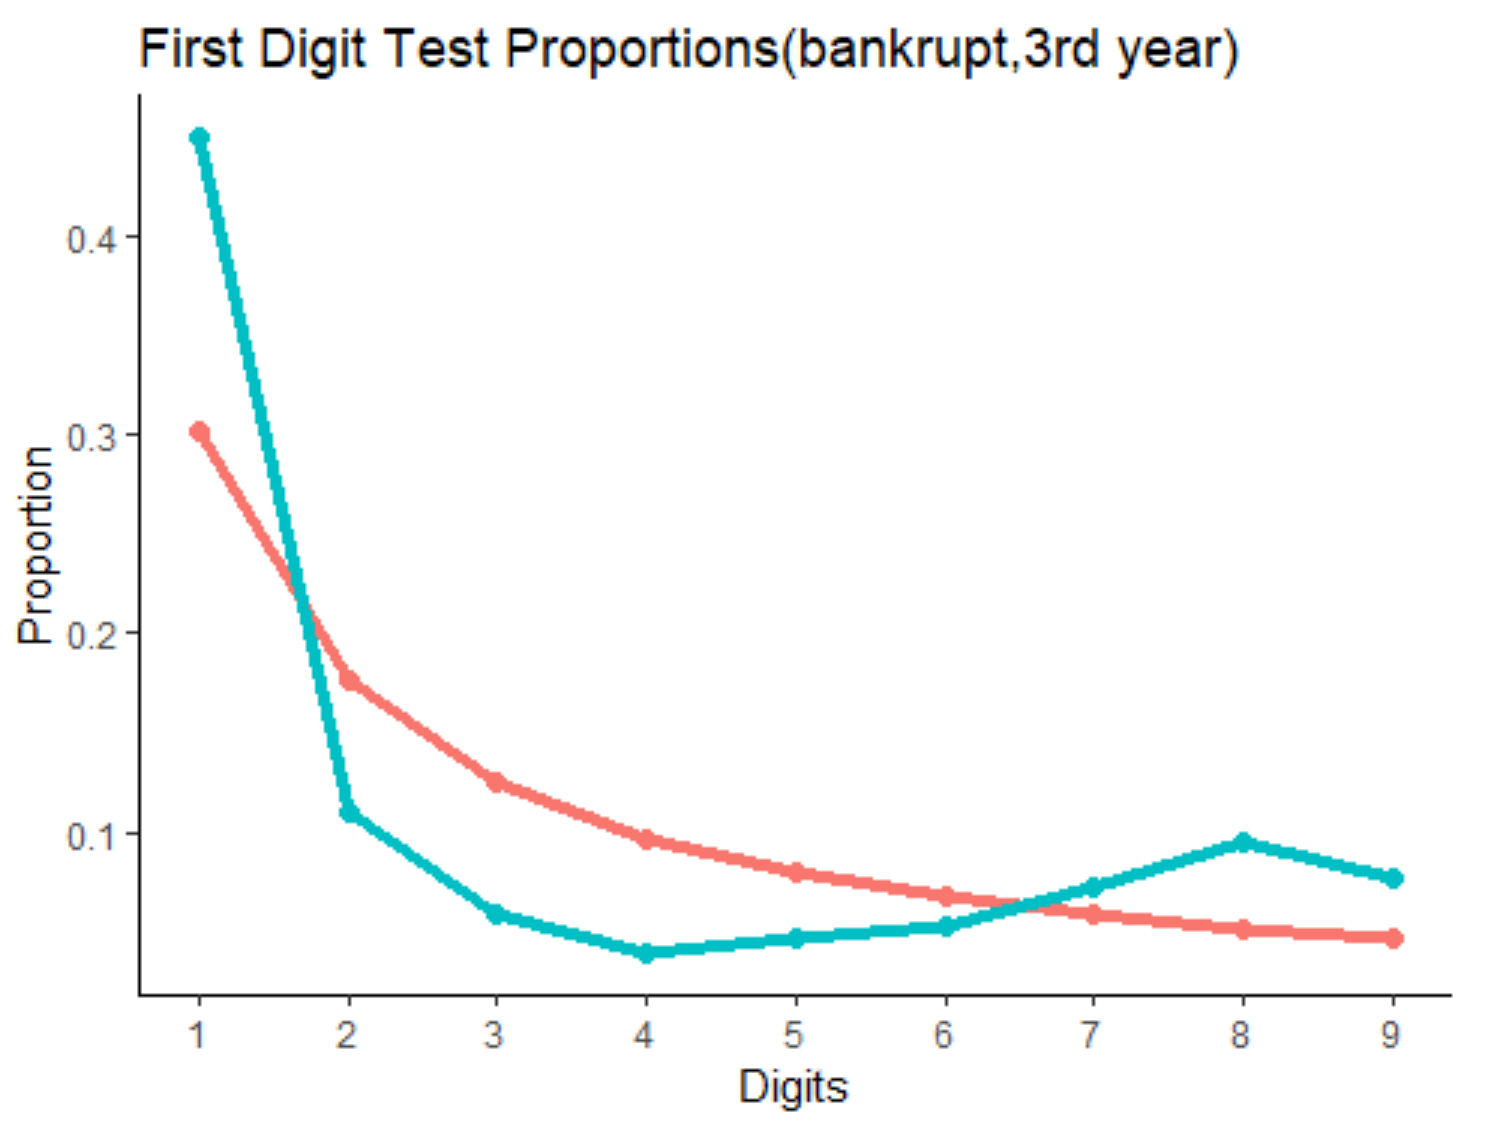 First Digit Test Proportions(bankrupt,3rd year)
Proportion
0.4
0.3
0.2
0.1
1 2 3 4 5 6 7 8 9
Digits